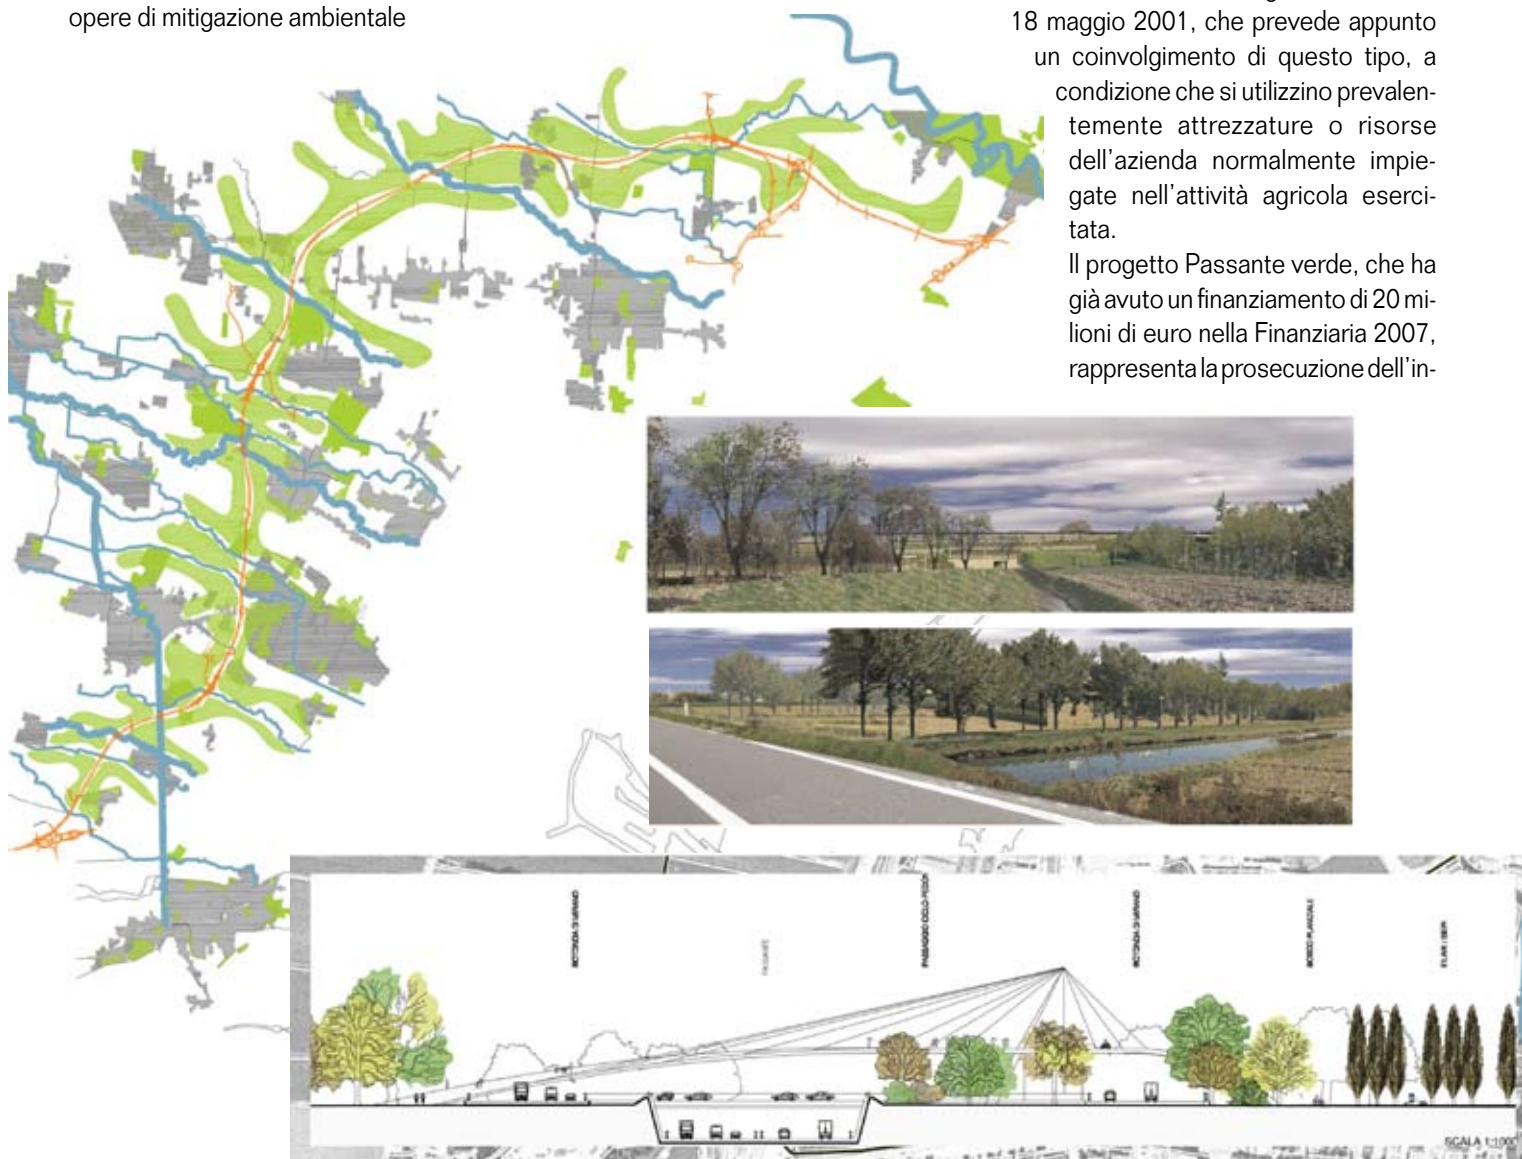 opere di mitigazione ambientale
18 maggio 2001, che prevede appunto
un coinvolgimento di questo tipo, a
condizione che si utilizzino prevalen-
temente attrezzature o risorse
dell'azienda normalmente impie-
gate nell'attività agricola eserci-
tata.
Il progetto Passante verde, che ha
già avuto un finanziamento di 20 mi-
lioni di euro nella Finanziaria 2007,
rappresenta la prosecuzione dell'in-
PASSANTE
SCALA 1:1000